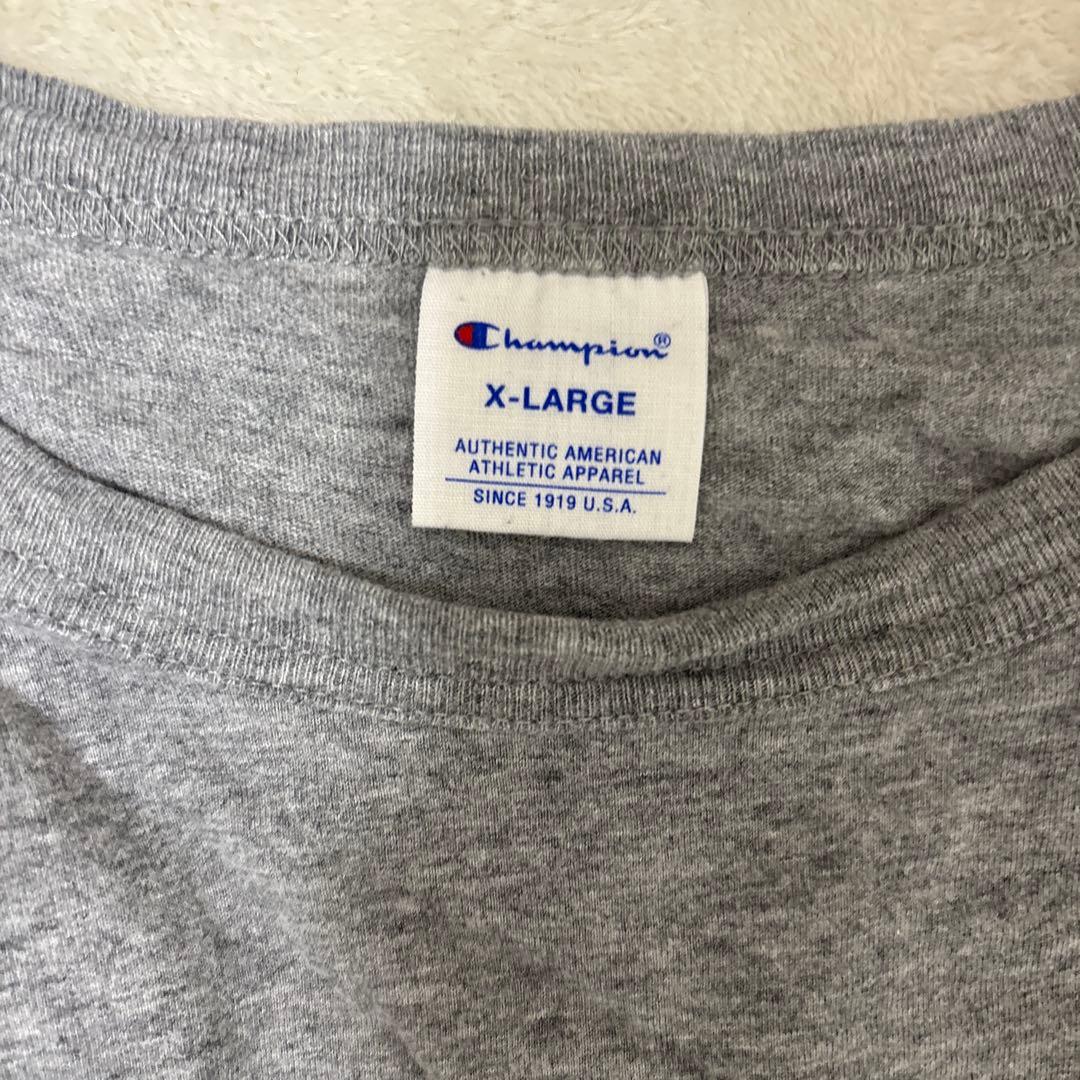 Champion®
X-LARGE
AUTHENTIC AMERICAN
ATHLETIC APPAREL
SINCE 1919 U.S.A.